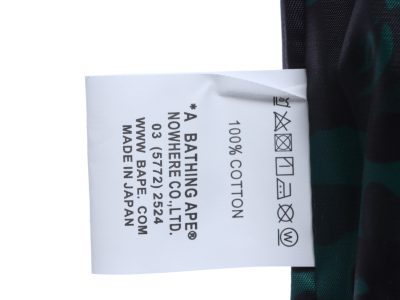 100% COTTON
*A BATHING APE®
NOWHERE CO.,LTD.
03 (5772) 2524
WWW. BAPE. COM
MADE IN JAPAN